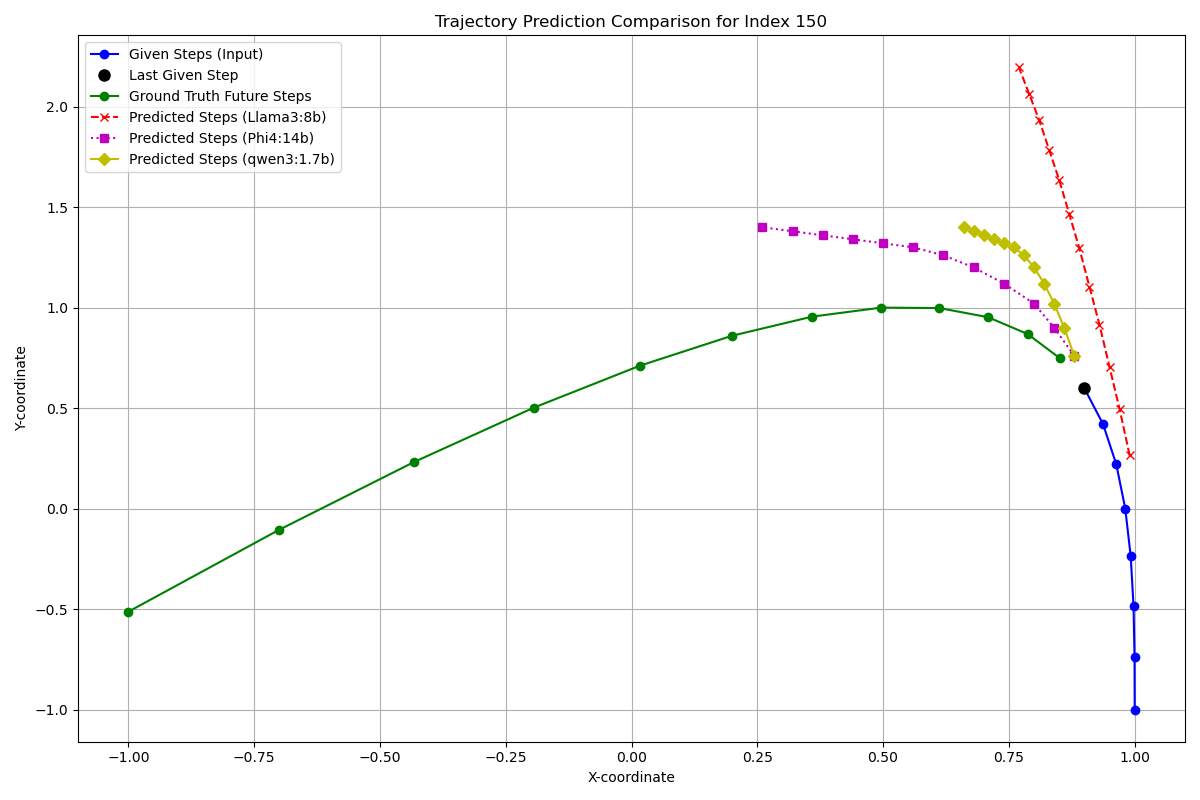 Trajectory Prediction Comparison for Index 150
Given Steps (Input)
Last Given Step
Ground Truth Future Steps
Predicted Steps (Llama3:8b)
Predicted Steps (Phi4:14b)
Predicted Steps (qwen3:1.7b)
Y-coordinate
2.0
1.5
1.0
0.5
0.0
−0.5
−1.0
−1.00 −0.75 −0.50 −0.25 0.00 0.25 0.50 0.75 1.00
X-coordinate